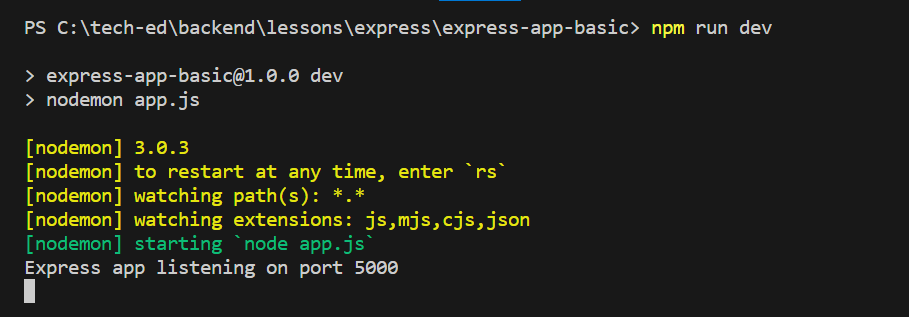 PS C:\tech-ed\backend\lessons\express\express-app-basic> npm run dev
> express-app-basic@1.0.0 dev
> nodemon app.js
[nodemon] 3.0.3
[nodemon] to restart at any time, enter `rs`
[nodemon] watching path(s): *.*
[nodemon] watching extensions: js,mjs,cjs,json
[nodemon] starting `node app.js`
Express app listening on port 5000